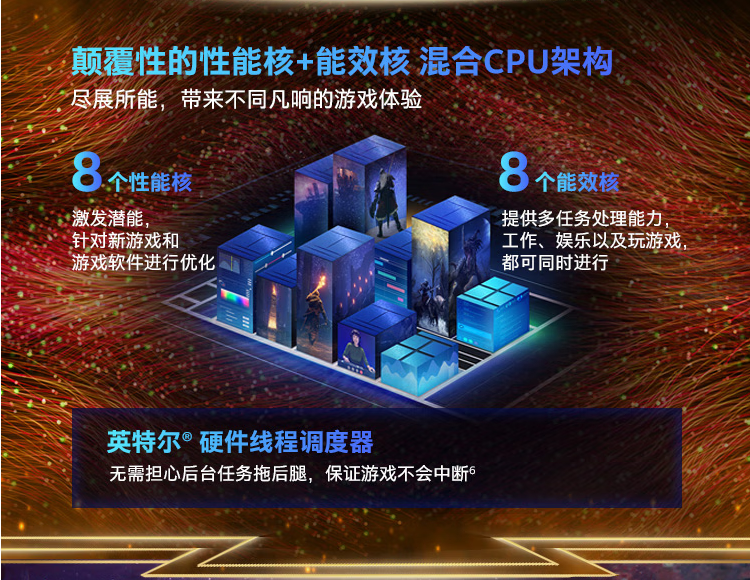 颠覆性的性能核+能效核 混合CPU架构
尽展所能，带来不同凡响的游戏体验
8个性能核
激发潜能，
针对新游戏和
游戏软件进行优化
8个能效核
提供多任务处理能力，
工作、娱乐以及玩游戏，
都可同时进行
英特尔® 硬件线程调度器
无需担心后台任务拖后腿，保证游戏不会中断6